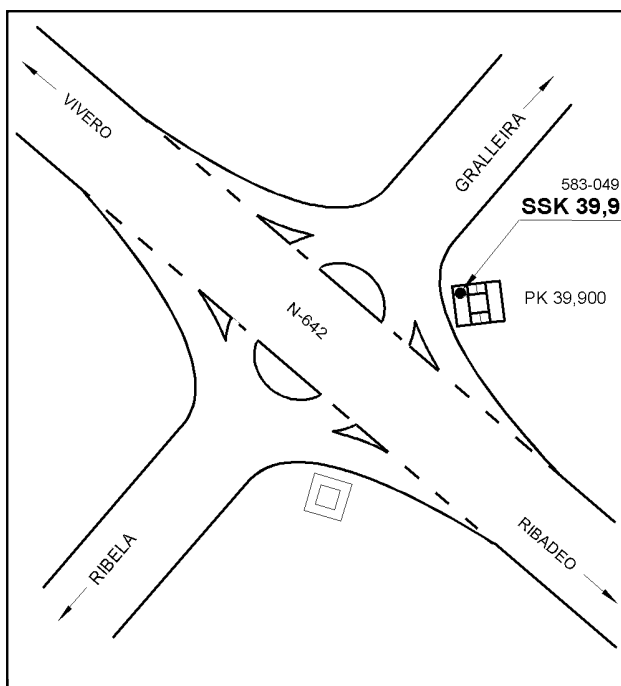 VIVERO
GRALLEIRA
583-049
SSK 39,9
PK 39,900
N-642
RIBELA
RIBADEO